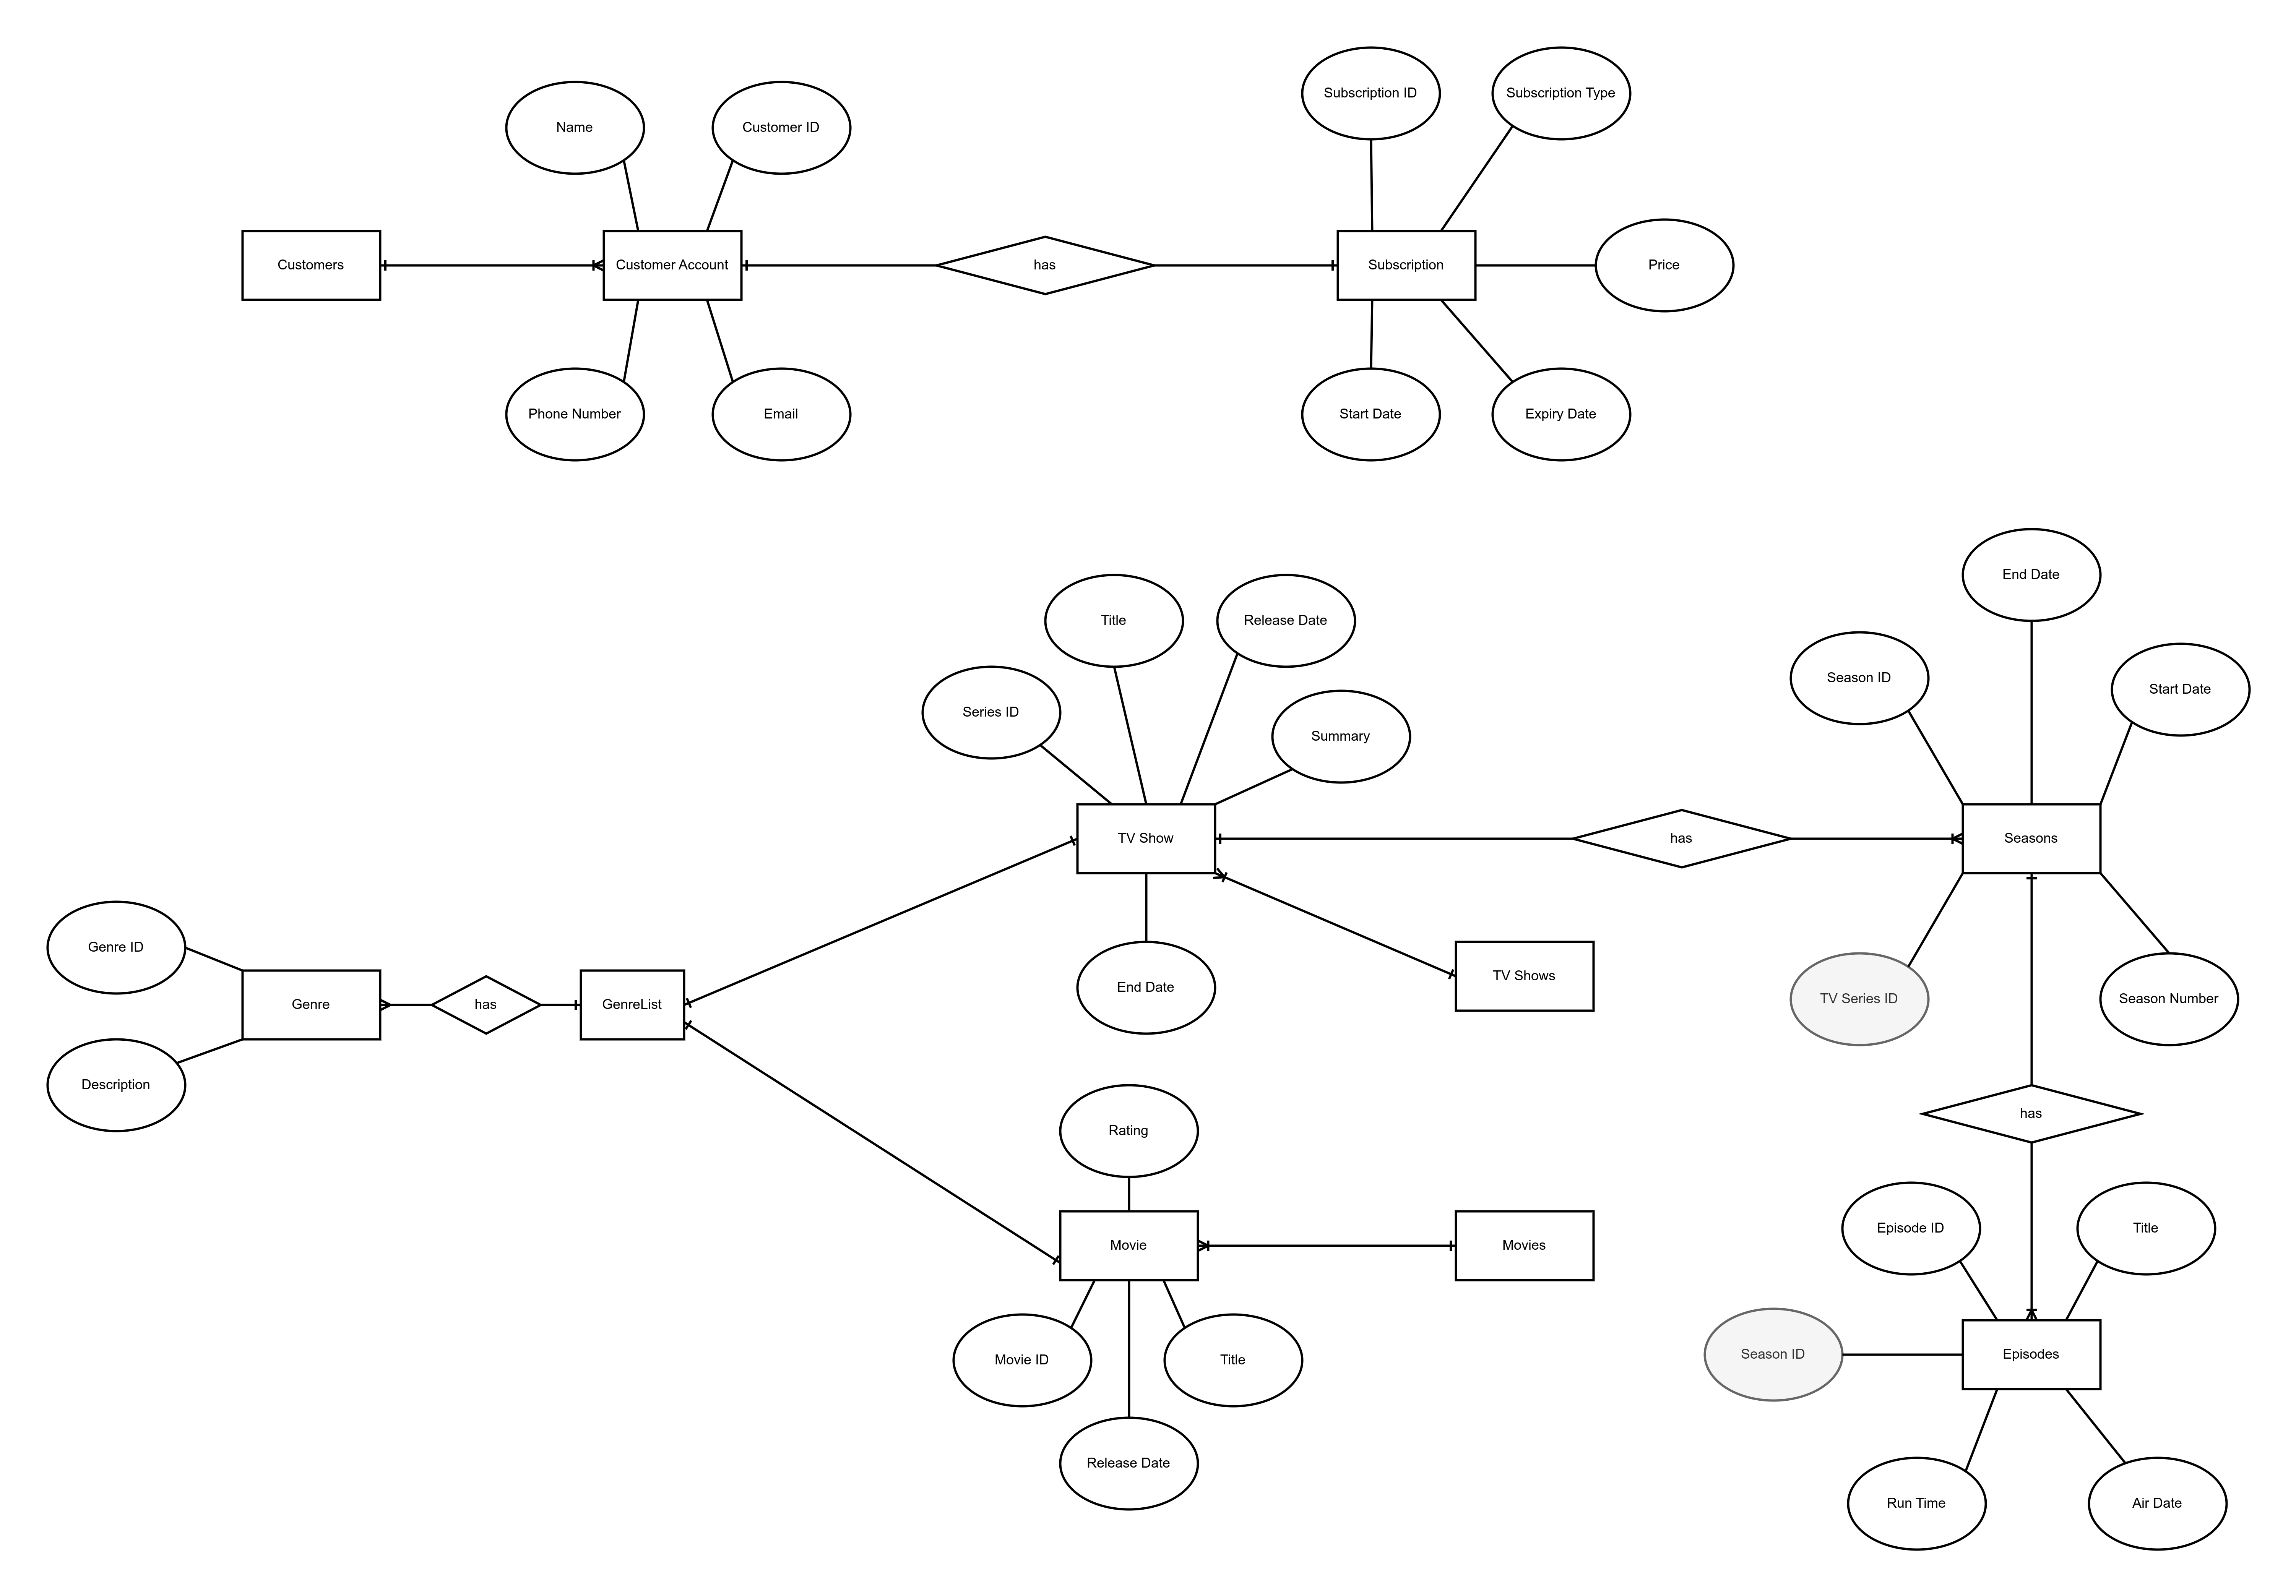 Subscription ID
Subscription Type
Name
Customer ID
Customers
Customer Account
has
Subscription
Price
Phone Number
Email
Start Date
Expiry Date
End Date
Title
Release Date
Season ID
Start Date
Series ID
Summary
TV Show
has
Seasons
Genre ID
End Date
TV Shows
TV Series ID
Season Number
Genre
has
GenreList
Description
Rating
has
Movie
Movies
Episode ID
Title
Movie ID
Title
Season ID
Episodes
Release Date
Run Time
Air Date